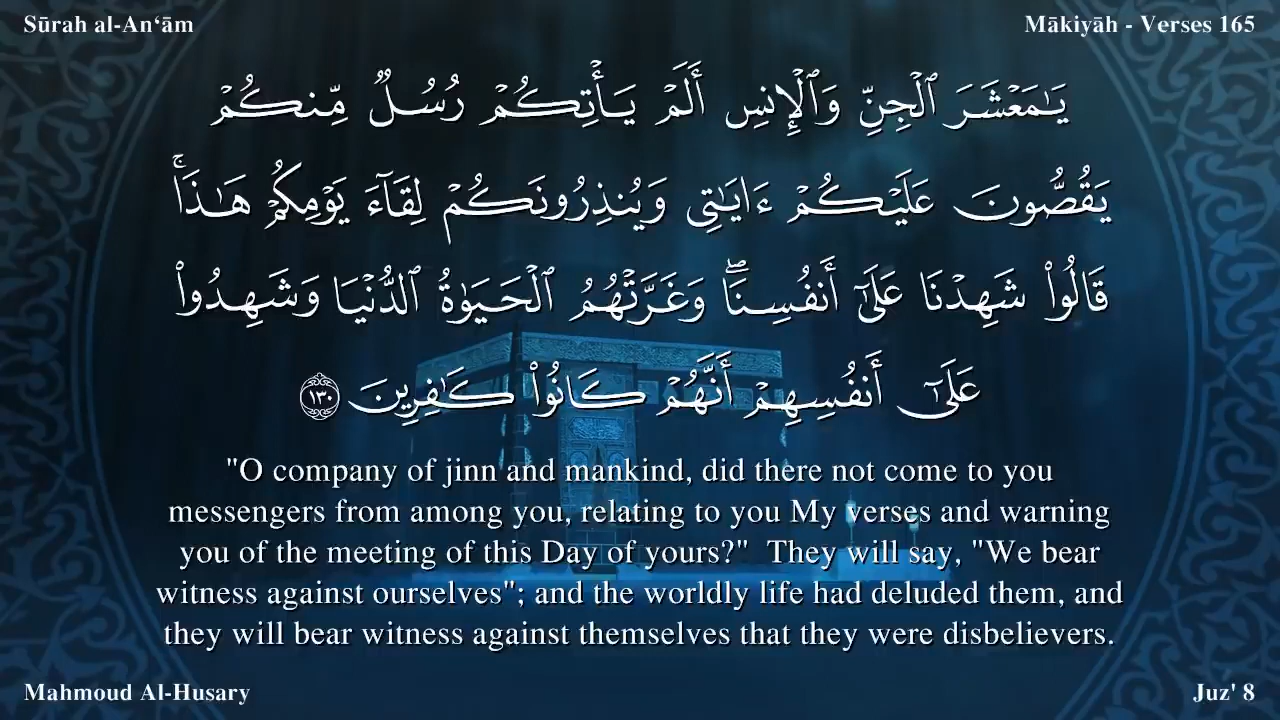 Sūrah al-An‘ām
Mākiyāh - Verses 165
يَـٰمَعْشَرَ ٱلْجِنِّ وَٱلْإِنسِ أَلَمْ يَأْتِكُمْ رُسُلٌ مِّنكُمْ
يَقُصُّونَ عَلَيْكُمْ ءَايَـٰتِى وَيُنذِرُونَكُمْ لِقَآءَ يَوْمِكُمْ هَـٰذَا ۚ
قَالُوا۟ شَهِدْنَا عَلَىٰٓ أَنفُسِنَا ۖ وَغَرَّتْهُمُ ٱلْحَيَوٰةُ ٱلدُّنْيَا وَشَهِدُوا۟
عَلَىٰٓ أَنفُسِهِمْ أَنَّهُمْ كَانُوا۟ كَـٰفِرِينَ ١٣٠
"O company of jinn and mankind, did there not come to you
messengers from among you, relating to you My verses and warning
you of the meeting of this Day of yours?"  They will say, "We bear
witness against ourselves"; and the worldly life had deluded them, and
they will bear witness against themselves that they were disbelievers.
Mahmoud Al-Husary
Juz' 8